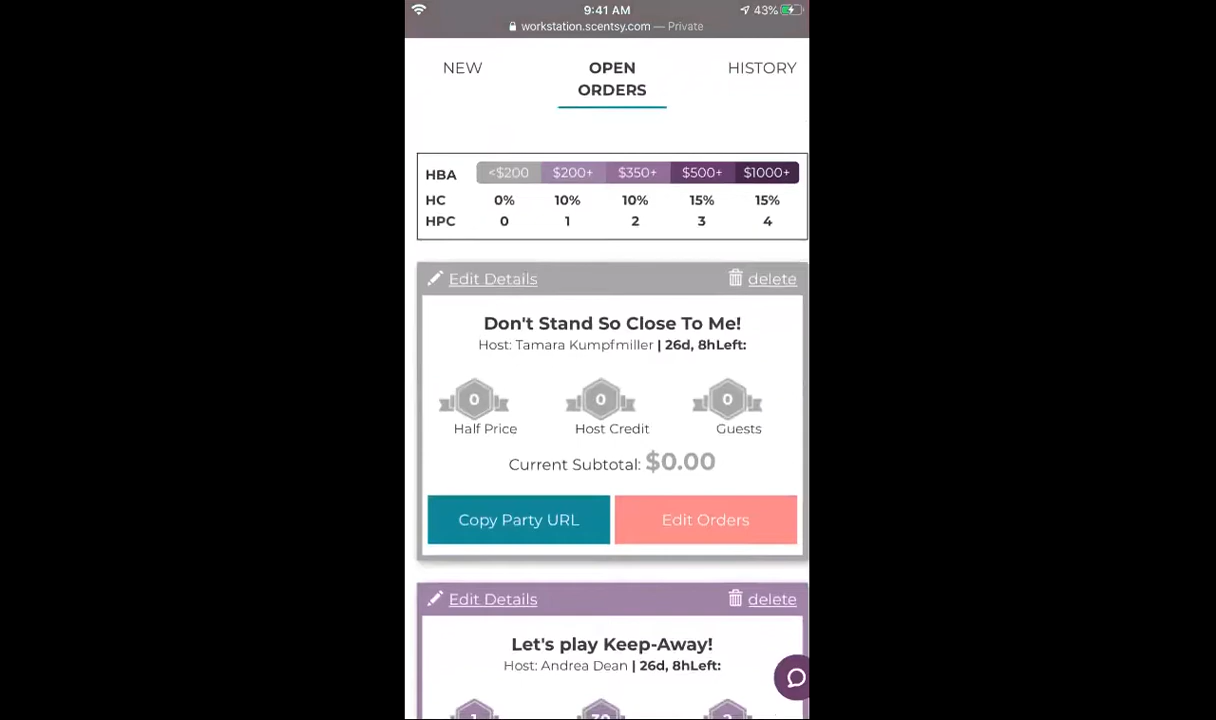 9:41 AM
43%
workstation.scentsy.com — Private
NEW
OPEN
ORDERS
HISTORY
HBA <$200 $200+ $350+ $500+ $1000+
HC 0% 10% 10% 15% 15%
HPC 0 1 2 3 4
Edit Details delete
Don't Stand So Close To Me!
Host: Tamara Kumpfmiller | 26d, 8hLeft:
0 0 0
Half Price Host Credit Guests
Current Subtotal: $0.00
Copy Party URL Edit Orders
Edit Details delete
Let's play Keep-Away!
Host: Andrea Dean | 26d, 8hLeft: